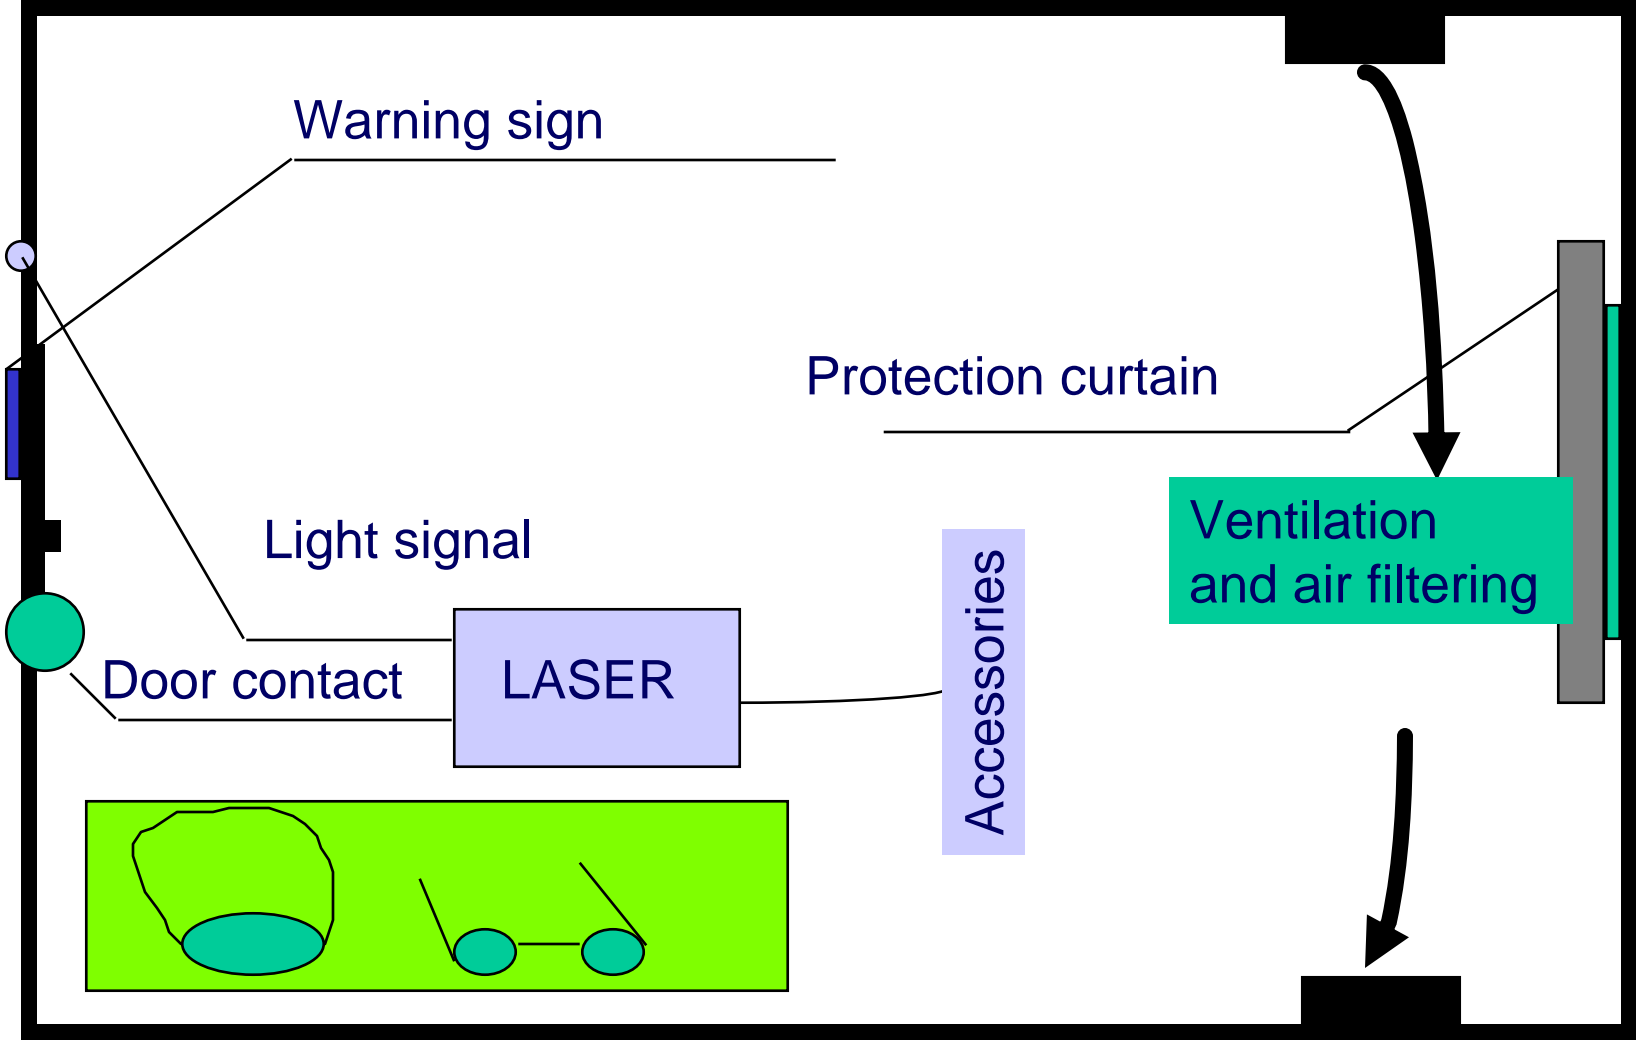 Warning sign
Protection curtain
Light signal
Ventilation
and air filtering
Accessories
Door contact
LASER